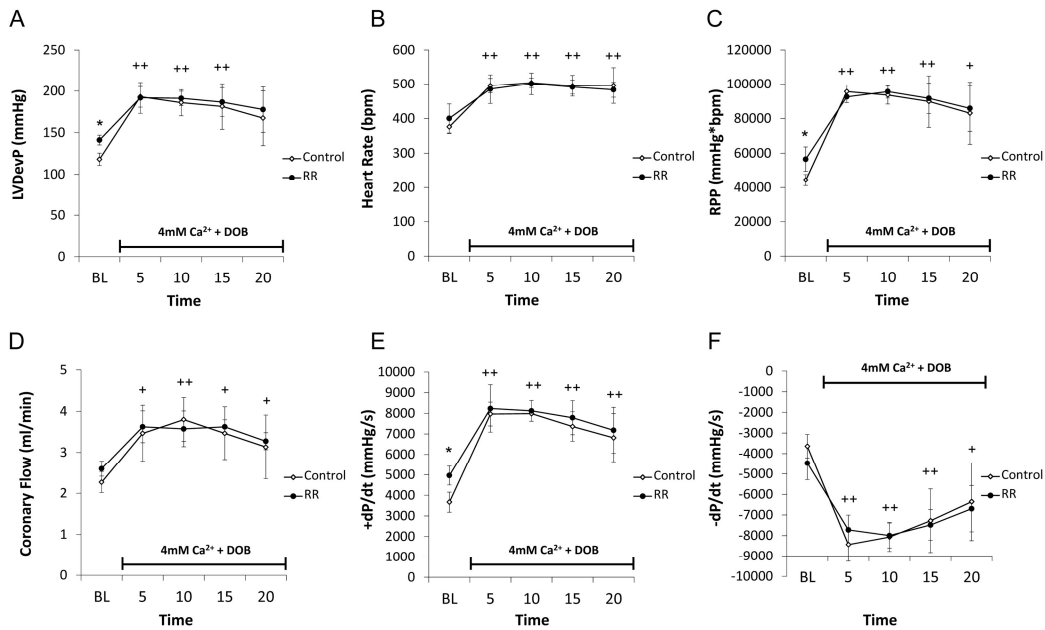 A
LVDevP (mmHg)
250
200
150
100
50
0
++ ++ ++
*
Control
RR
4mM Ca²⁺ + DOB
BL 5 10 15 20
Time
B
Heart Rate (bpm)
600
500
400
300
200
100
0
++ ++ ++ ++
Control
RR
4mM Ca²⁺ + DOB
BL 5 10 15 20
Time
C
RPP (mmHg*bpm)
120000
100000
80000
60000
40000
20000
0
++ ++ ++ +
*
Control
RR
4mM Ca²⁺ + DOB
BL 5 10 15 20
Time
D
Coronary Flow (ml/min)
5
4
3
2
1
0
+ ++ + +
Control
RR
4mM Ca²⁺ + DOB
BL 5 10 15 20
Time
E
+dP/dt (mmHg/s)
10000
9000
8000
7000
6000
5000
4000
3000
2000
1000
0
++ ++ ++ ++
*
Control
RR
4mM Ca²⁺ + DOB
BL 5 10 15 20
Time
F
-dP/dt (mmHg/s)
4mM Ca²⁺ + DOB
0
-1000
-2000
-3000
-4000
-5000
-6000
-7000
-8000
-9000
-10000
++ ++ ++ +
Control
RR
BL 5 10 15 20
Time